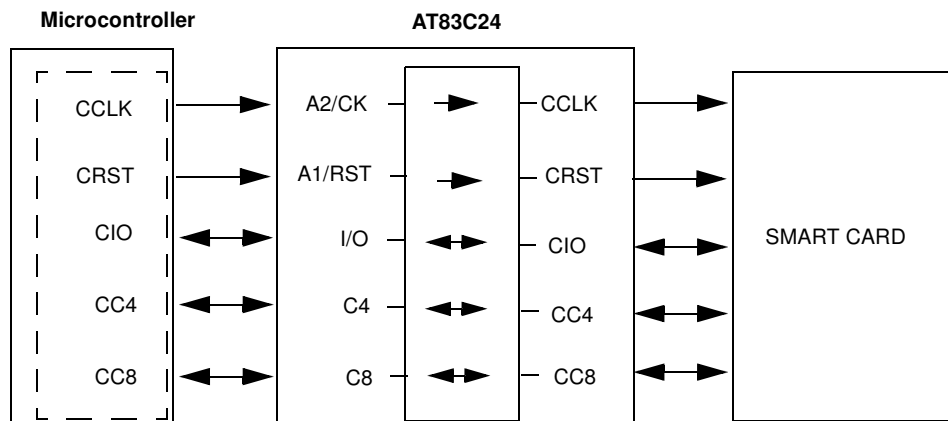 Microcontroller
AT83C24
CCLK
A2/CK
CCLK
CRST
A1/RST
CRST
CIO
I/O
CIO
SMART CARD
CC4
C4
CC4
CC8
C8
CC8